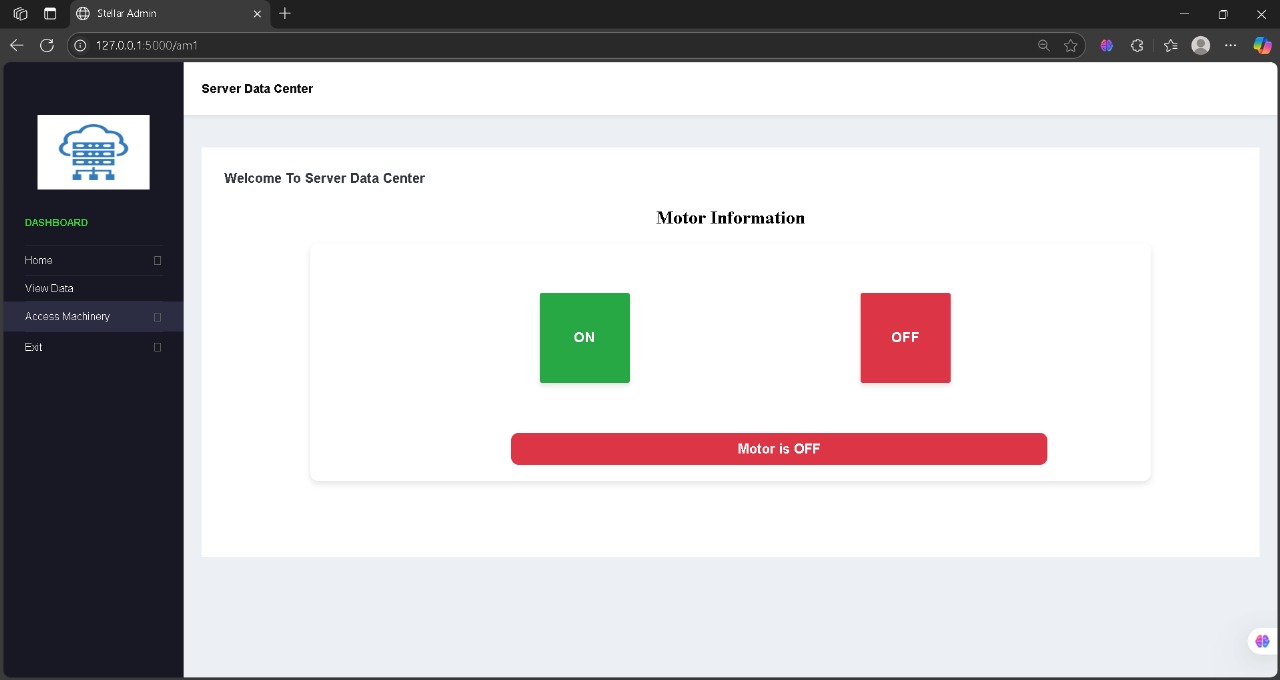 Stellar Admin
127.0.0.1:5000/am1
Server Data Center
DASHBOARD
Home
View Data
Access Machinery
Exit
Welcome To Server Data Center
Motor Information
ON
OFF
Motor is OFF